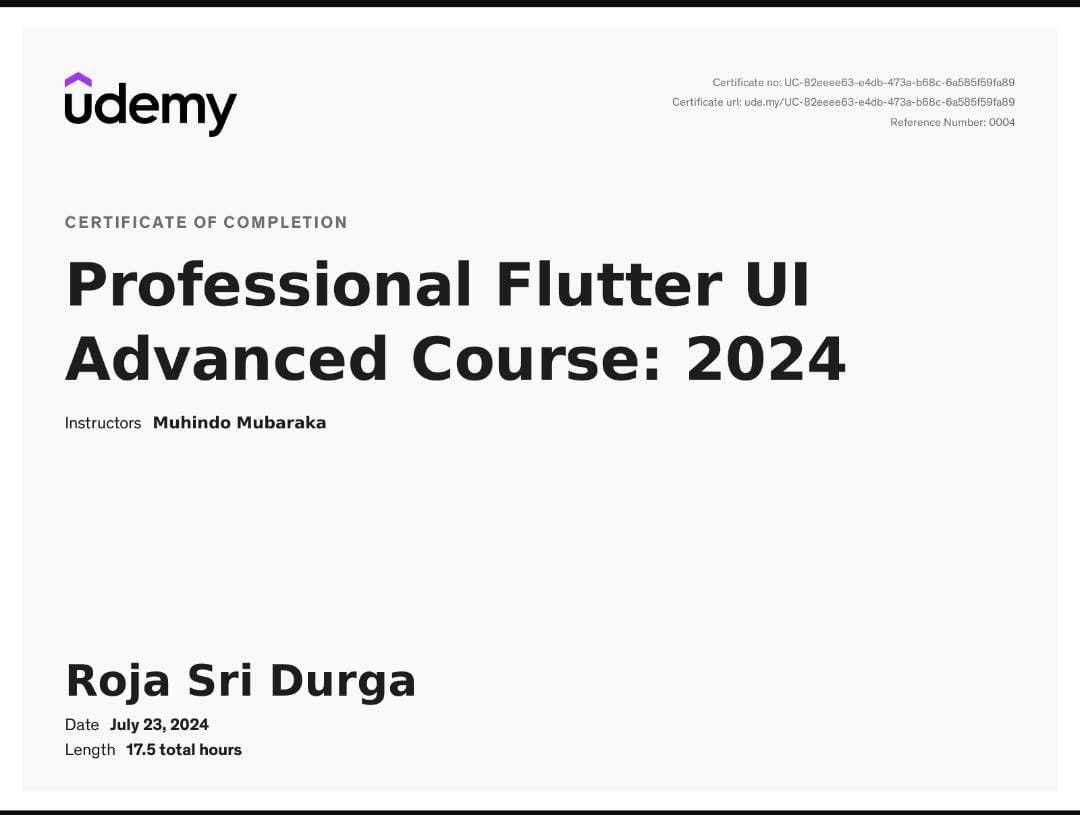 udemy
Certificate no: UC-82eeee63-e4db-473a-b68c-6a585f59fa89
Certificate url: ude.my/UC-82eeee63-e4db-473a-b68c-6a585f59fa89
Reference Number: 0004
CERTIFICATE OF COMPLETION
Professional Flutter UI
Advanced Course: 2024
Instructors Muhindo Mubaraka
Roja Sri Durga
Date July 23, 2024
Length 17.5 total hours